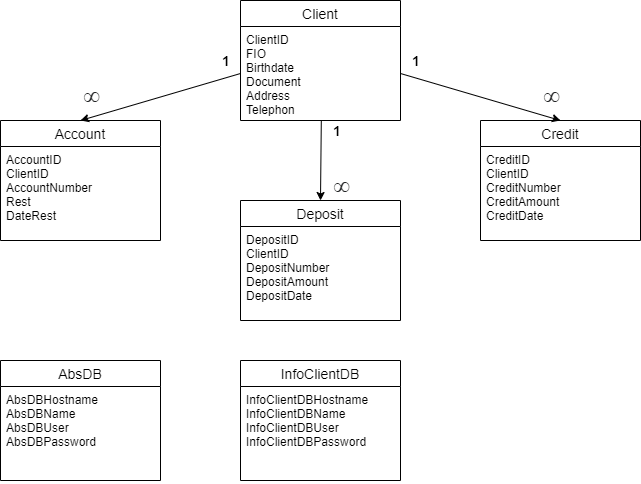 Client
ClientID
FIO
Birthdate
Document
Address
Telephon
1
1
∞
∞
Account
AccountID
ClientID
AccountNumber
Rest
DateRest
1
∞
Deposit
DepositID
ClientID
DepositNumber
DepositAmount
DepositDate
Credit
CreditID
ClientID
CreditNumber
CreditAmount
CreditDate
AbsDB
AbsDBHostname
AbsDBName
AbsDBUser
AbsDBPassword
InfoClientDB
InfoClientDBHostname
InfoClientDBName
InfoClientDBUser
InfoClientDBPassword